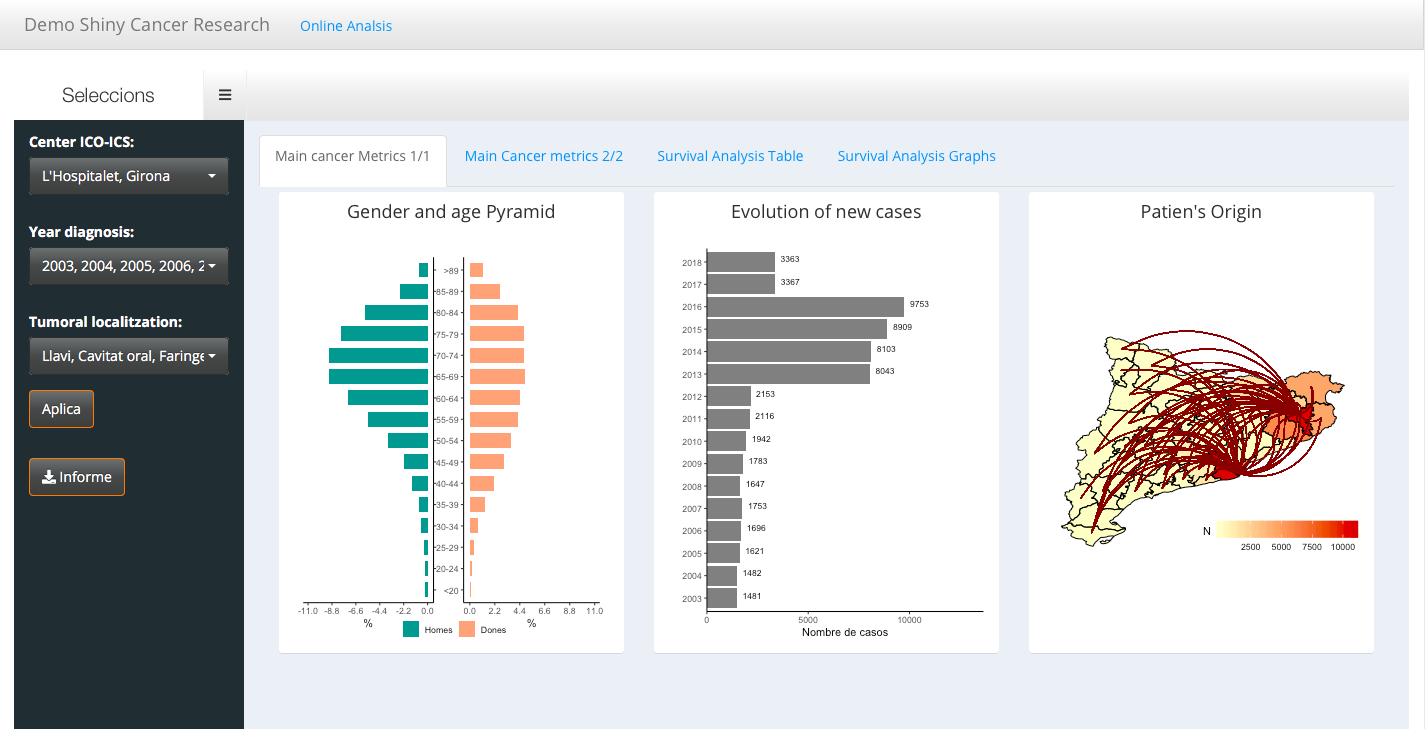 Demo Shiny Cancer Research
Online Analsis
Seleccions
Center ICO-ICS:
L'Hospitalet, Girona
Year diagnosis:
2003, 2004, 2005, 2006, 2
Tumoral localitzation:
Llavi, Cavitat oral, Faringe
Aplica
Informe
Main cancer Metrics 1/1
Main Cancer metrics 2/2
Survival Analysis Table
Survival Analysis Graphs
Gender and age Pyramid
>89
85-89
80-84
75-79
70-74
65-69
60-64
55-59
50-54
45-49
40-44
35-39
30-34
25-29
20-24
<20
-11.0 -8.8 -6.6 -4.4 -2.2 0.0
0.0 2.2 4.4 6.6 8.8 11.0
%
%
Homes
Dones
Evolution of new cases
2018 3363
2017 3367
2016 9753
2015 8909
2014 8103
2013 8043
2012 2153
2011 2116
2010 1942
2009 1783
2008 1647
2007 1753
2006 1696
2005 1621
2004 1482
2003 1481
0 5000 10000
Nombre de casos
Patien's Origin
N
2500 5000 7500 10000